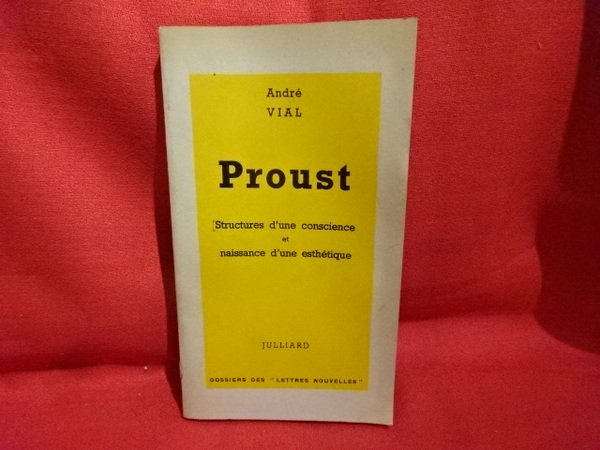 André
VIAL
Proust
Structures d'une conscience
et
naissance d'une esthétique
JULLIARD
DOSSIERS DES "LETTRES NOUVELLES"